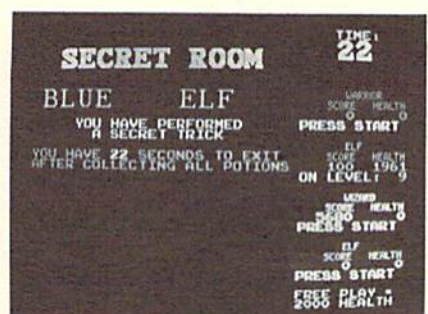 SECRET ROOM
BLUE ELF
YOU HAVE PERFORMED
A SECRET TRICK
YOU HAVE 22 SECONDS TO EXIT
AFTER COLLECTING ALL POTIONS
TIME:
22
WARRIOR
SCORE HEALTH
0 0
PRESS START
ELF
SCORE HEALTH
100 1961
ON LEVEL: 9
WIZARD
SCORE HEALTH
5680 0
PRESS START
ELF
SCORE HEALTH
0 0
PRESS START
FREE PLAY =
2000 HEALTH